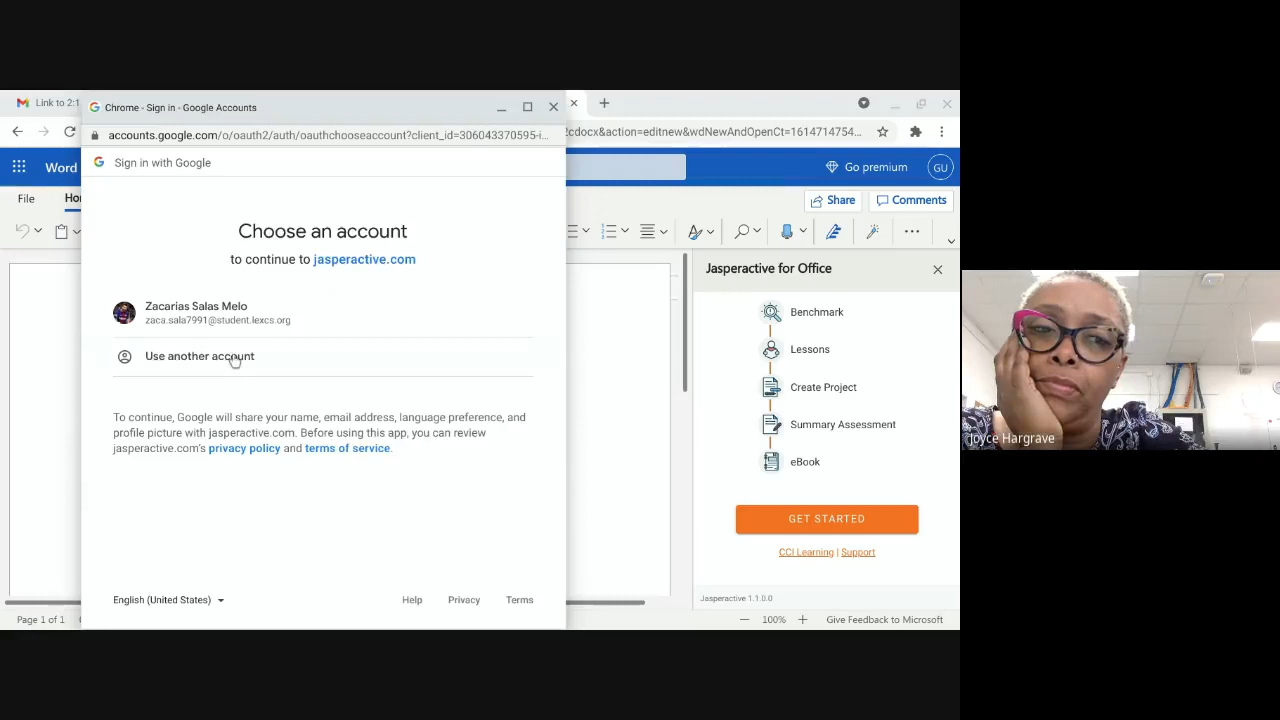 Link to 2:1
Chrome - Sign in - Google Accounts
accounts.google.com/o/oauth2/auth/oauthchooseaccount?client_id=306043370595-i...
2cdocx&action=editnew&wdNewAndOpenCt=1614714754...
Sign in with Google
Word
Go premium
GU
File
Hor
Share
Comments
Choose an account
to continue to jasperactive.com
Zacarias Salas Melo
zaca.sala7991@student.lexcs.org
Use another account
To continue, Google will share your name, email address, language preference, and
profile picture with jasperactive.com. Before using this app, you can review
jasperactive.com's privacy policy and terms of service.
English (United States)
Help
Privacy
Terms
Jasperactive for Office
Benchmark
Lessons
Create Project
Summary Assessment
eBook
GET STARTED
CCI Learning | Support
Jasperactive 1.1.0.0
Page 1 of 1
100%
Give Feedback to Microsoft
Joyce Hargrave